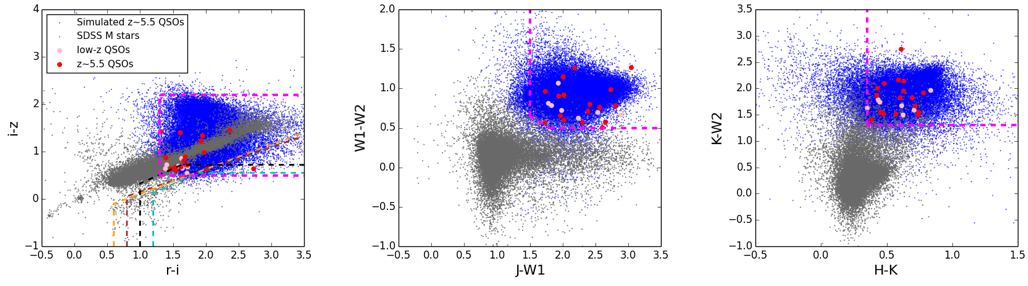 Simulated z~5.5 QSOs
SDSS M stars
low-z QSOs
z~5.5 QSOs
4
3
2
1
0
−1
i-z
−0.5 0.0 0.5 1.0 1.5 2.0 2.5 3.0 3.5
r-i
2.0
1.5
1.0
0.5
0.0
−0.5
−1.0
W1-W2
−0.5 0.0 0.5 1.0 1.5 2.0 2.5 3.0 3.5
J-W1
3.5
3.0
2.5
2.0
1.5
1.0
0.5
0.0
−0.5
−1.0
K-W2
−0.5 0.0 0.5 1.0 1.5
H-K